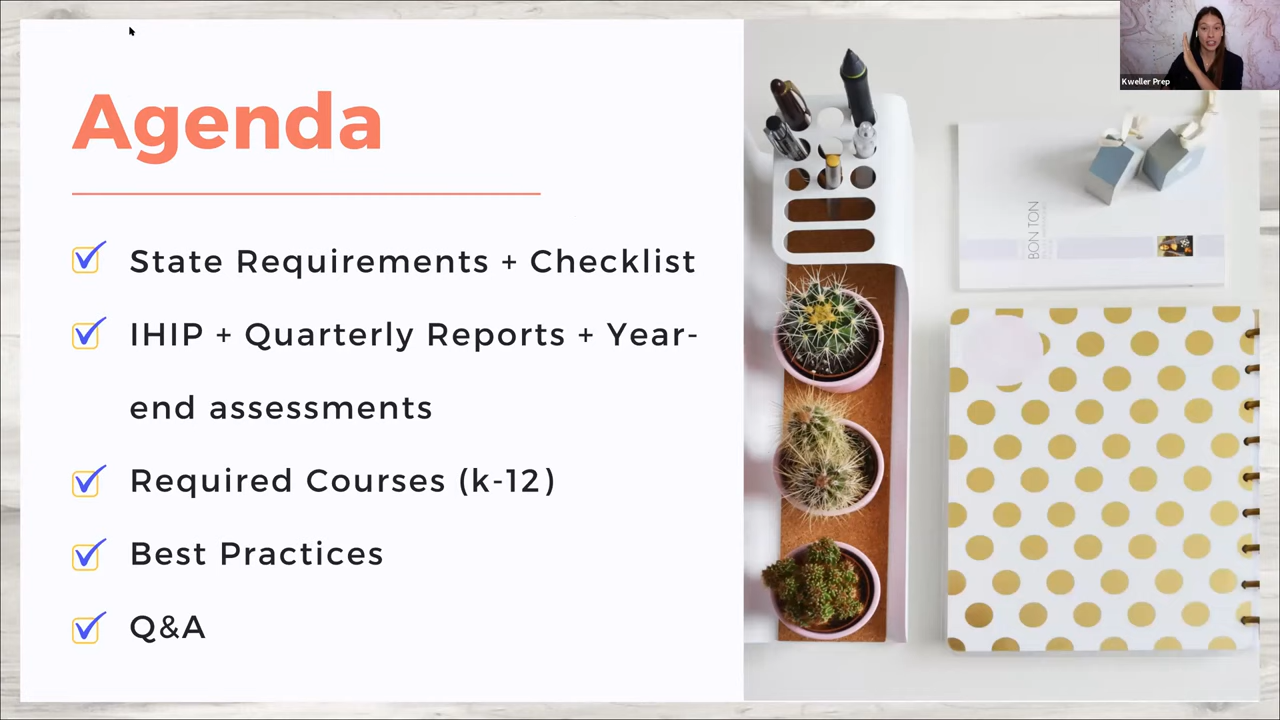 Kweller Prep
Agenda
State Requirements + Checklist
IHIP + Quarterly Reports + Year-
end assessments
Required Courses (k-12)
Best Practices
Q&A
BON TON